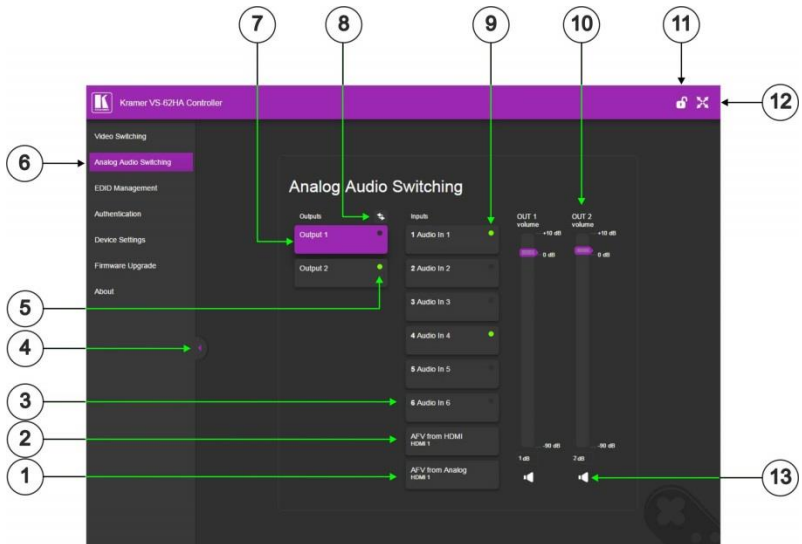 7
8
9
10
11
Kramer VS-62HA Controller
12
Video Switching
6
Analog Audio Switching
EDID Management
Authentication
Device Settings
Firmware Upgrade
About
Analog Audio Switching
Outputs
Inputs
OUT 1
volume
OUT 2
volume
7
Output 1
1 Audio In 1
+10 dB
+10 dB
0 dB
0 dB
Output 2
2 Audio In 2
5
3 Audio In 3
4
4 Audio In 4
5 Audio In 5
3
6 Audio In 6
2
AFV from HDMI
HDMI 1
-90 dB
-90 dB
1dB
2dB
1
AFV from Analog
HDMI 1
13